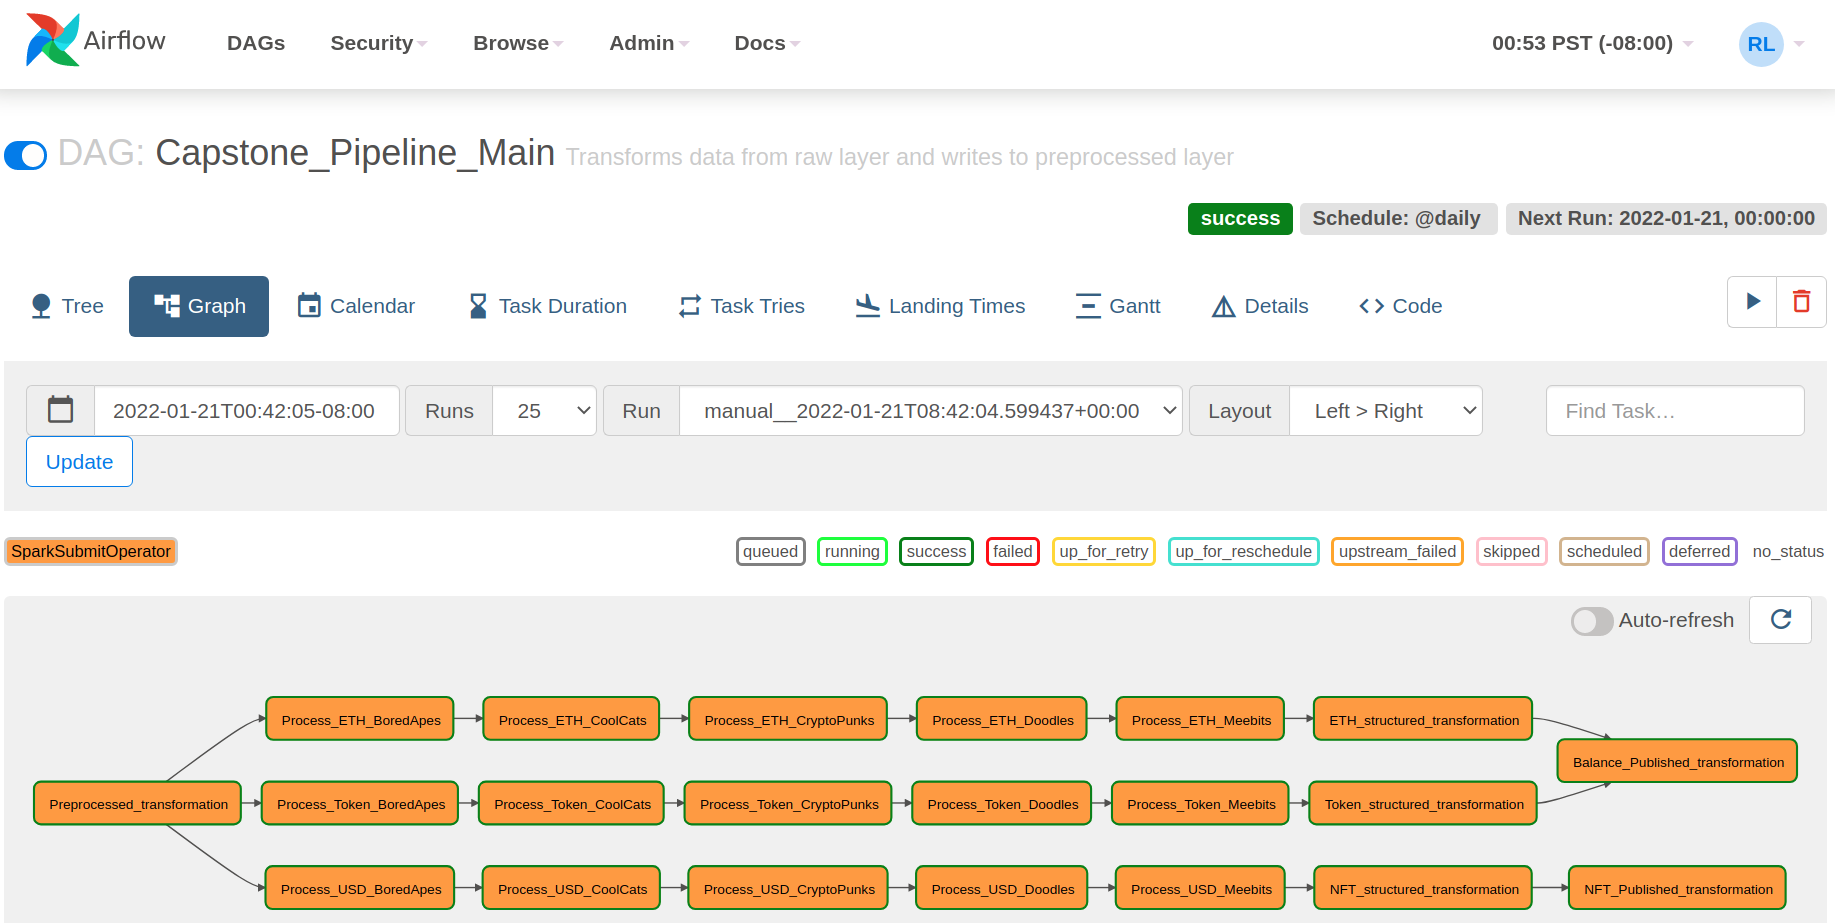 Airflow DAGs Security Browse Admin Docs 00:53 PST (-08:00) RL
DAG: Capstone_Pipeline_Main Transforms data from raw layer and writes to preprocessed layer
success Schedule: @daily Next Run: 2022-01-21, 00:00:00
Tree Graph Calendar Task Duration Task Tries Landing Times Gantt Details Code
2022-01-21T00:42:05-08:00 Runs 25 Run manual__2022-01-21T08:42:04.599437+00:00 Layout Left > Right Find Task…
Update
SparkSubmitOperator queued running success failed up_for_retry up_for_reschedule upstream_failed skipped scheduled deferred no_status
Auto-refresh
Process_ETH_BoredApes Process_ETH_CoolCats Process_ETH_CryptoPunks Process_ETH_Doodles Process_ETH_Meebits ETH_structured_transformation
Balance_Published_transformation
Preprocessed_transformation Process_Token_BoredApes Process_Token_CoolCats Process_Token_CryptoPunks Process_Token_Doodles Process_Token_Meebits Token_structured_transformation
Process_USD_BoredApes Process_USD_CoolCats Process_USD_CryptoPunks Process_USD_Doodles Process_USD_Meebits NFT_structured_transformation NFT_Published_transformation